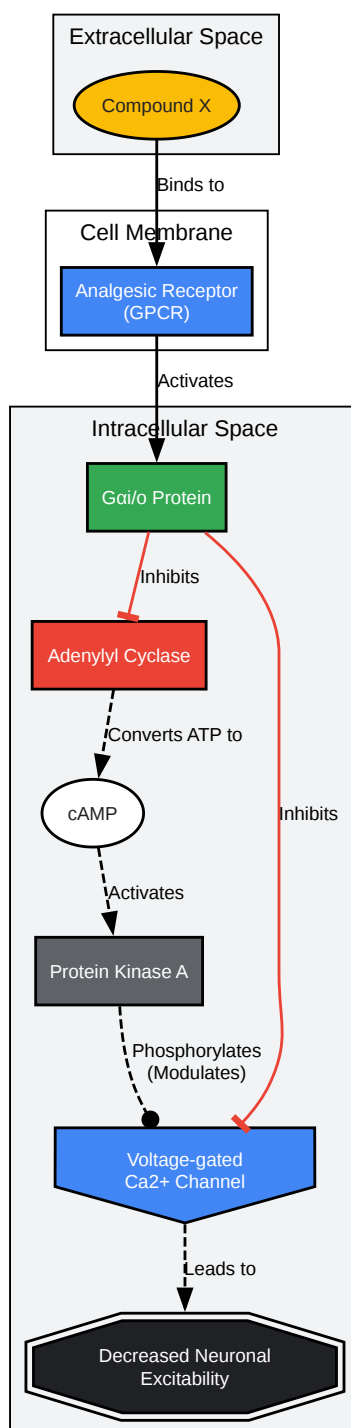 Extracellular Space
Compound X
Binds to
Cell Membrane
Analgesic Receptor
(GPCR)
Activates
Intracellular Space
Gαi/o Protein
Inhibits
Adenylyl Cyclase
Converts ATP to
cAMP
Inhibits
Activates
Protein Kinase A
Phosphorylates
(Modulates)
Voltage-gated
Ca2+ Channel
Leads to
Decreased Neuronal
Excitability